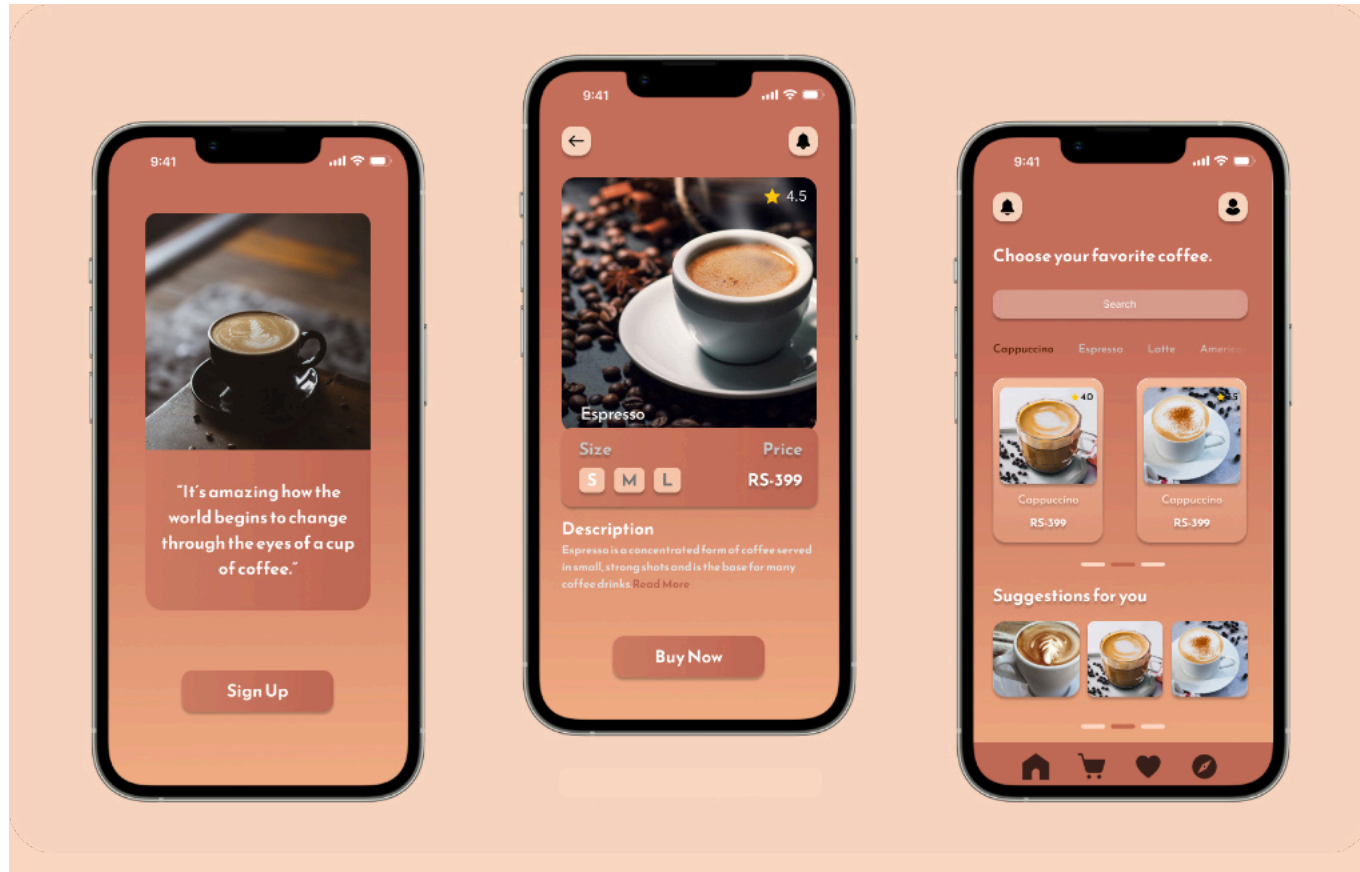 9:41
“It’s amazing how the
world begins to change
through the eyes of a cup
of coffee.”
Sign Up
9:41
4.5
Espresso
Size Price
S M L RS-399
Description
Espresso is a concentrated form of coffee served
in small, strong shots and is the base for many
coffee drinks Read More
Buy Now
9:41
Choose your favorite coffee.
Search
Cappuccino Espresso Latte America
4.0
Cappuccino Cappuccino
RS-399 RS-399
Suggestions for you